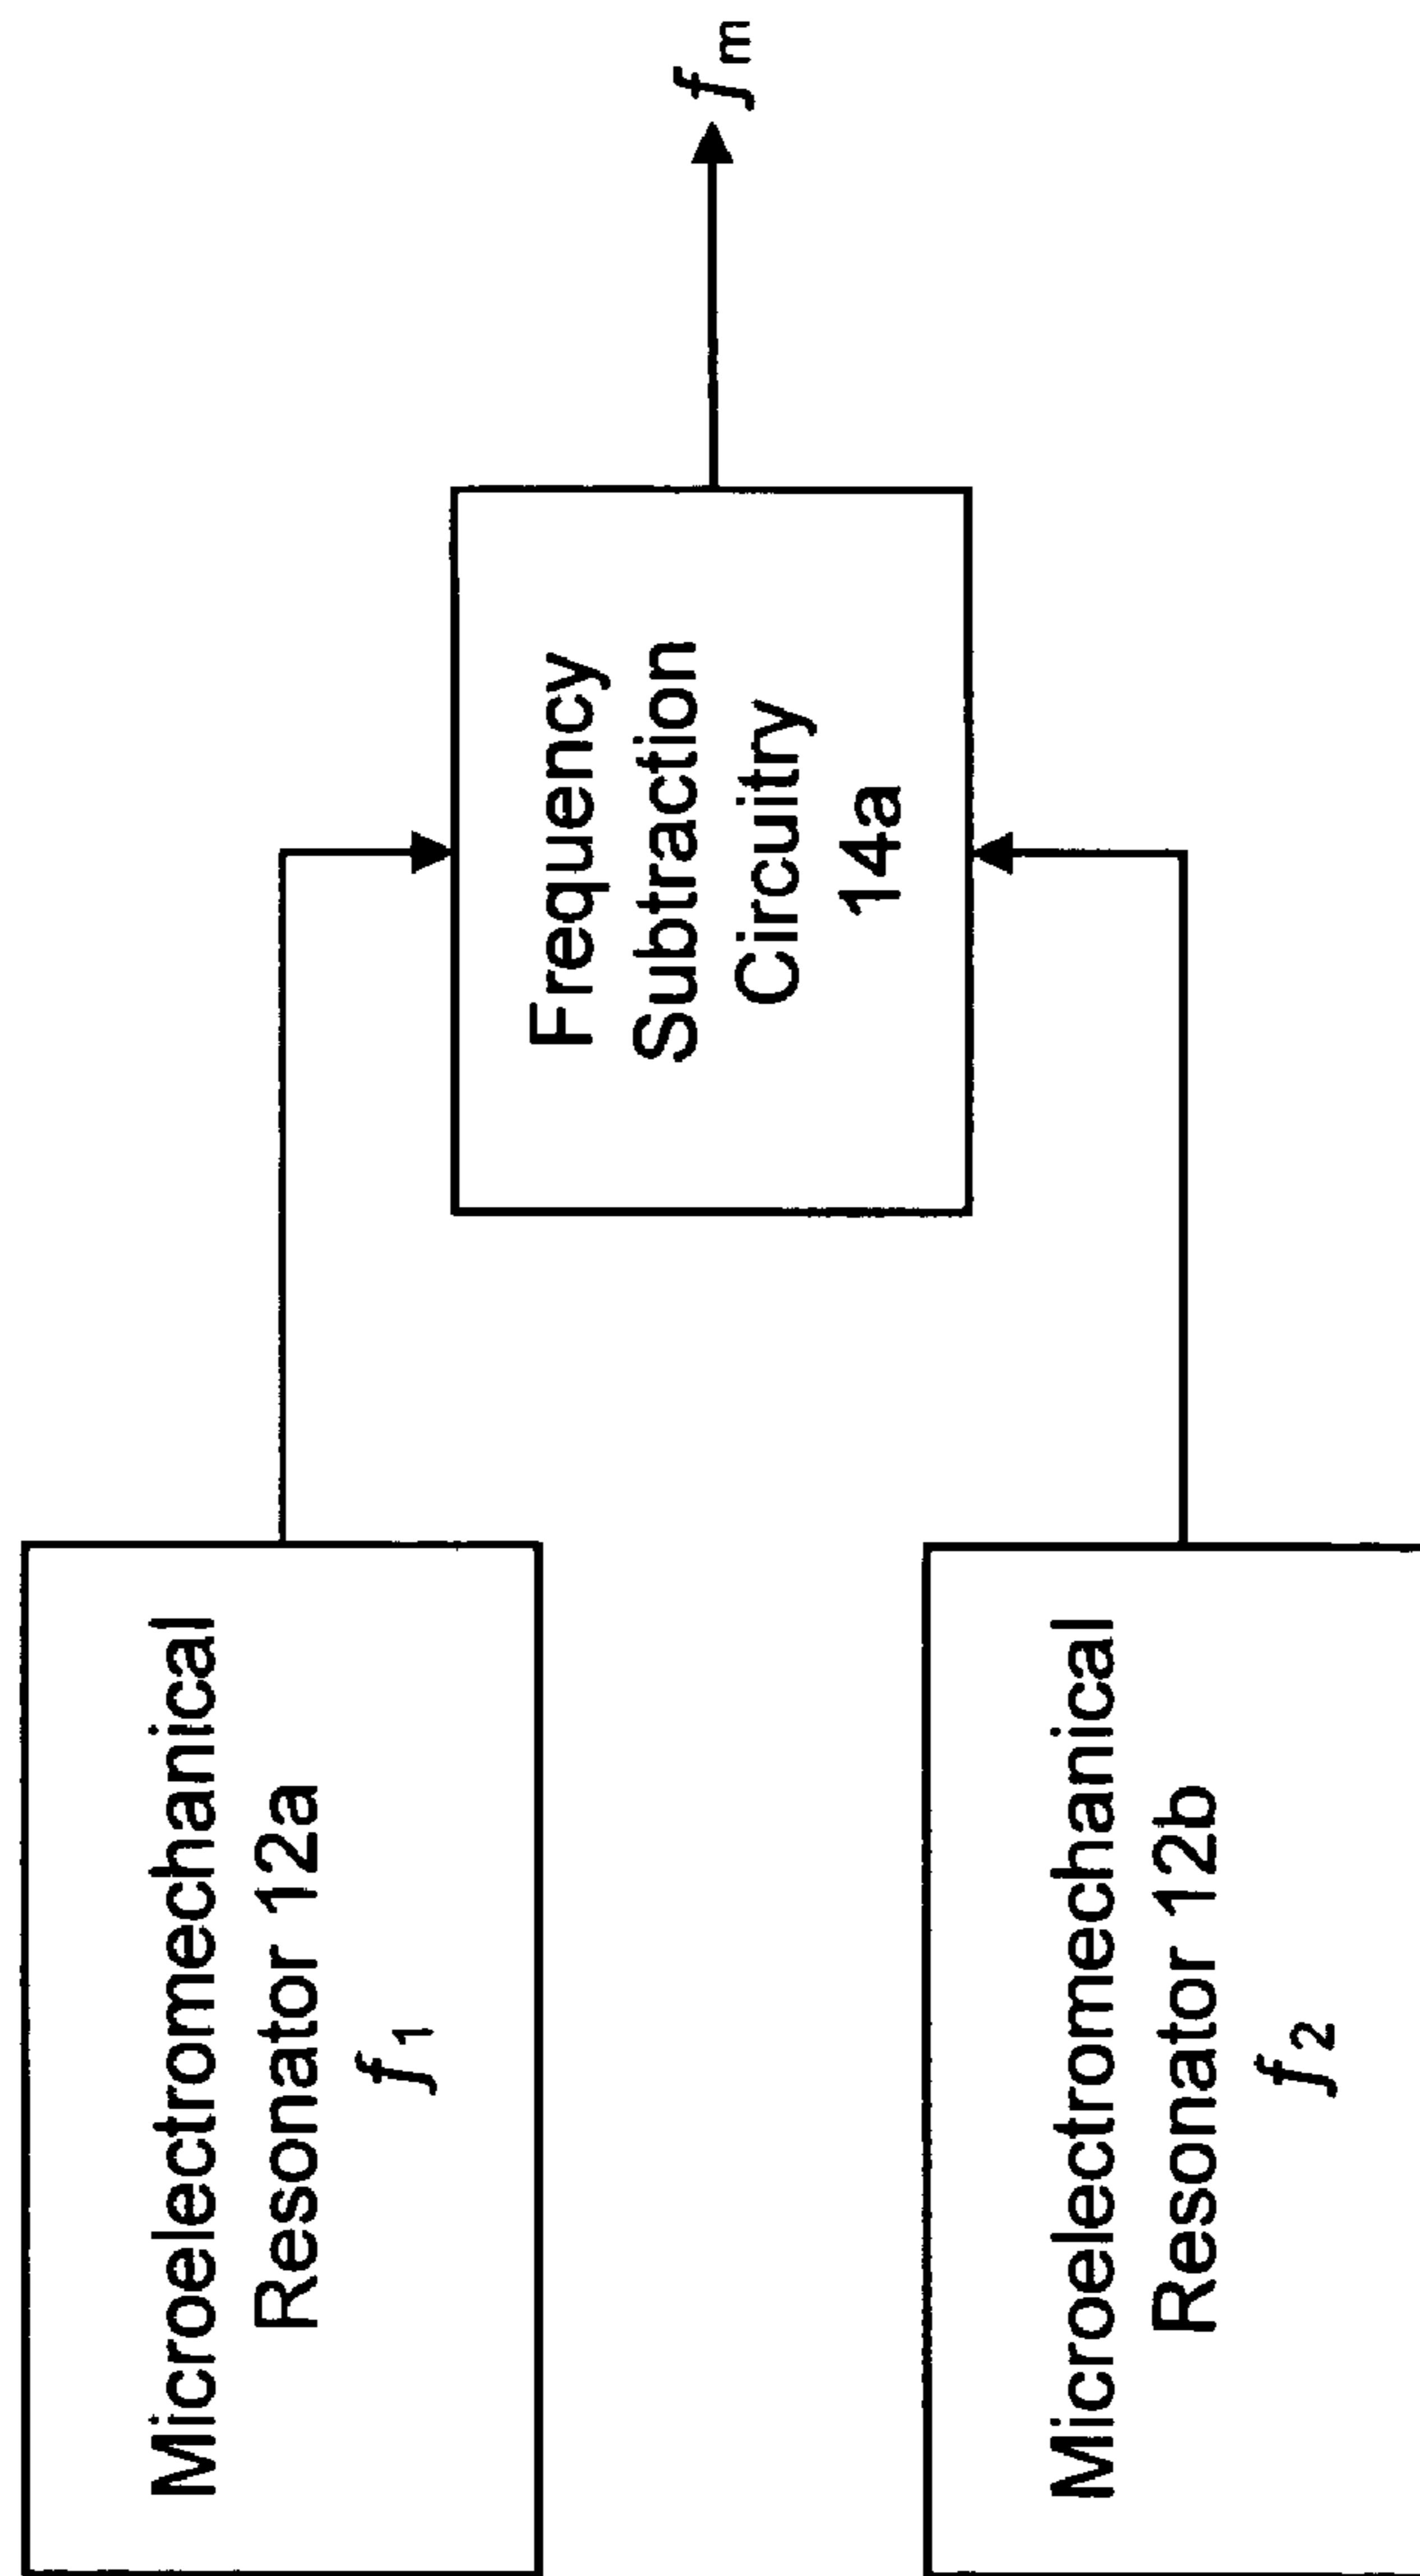 Microelectromechanical
Resonator 12a
f1
Frequency
Subtraction
Circuitry
14a
fm
Microelectromechanical
Resonator 12b
f2